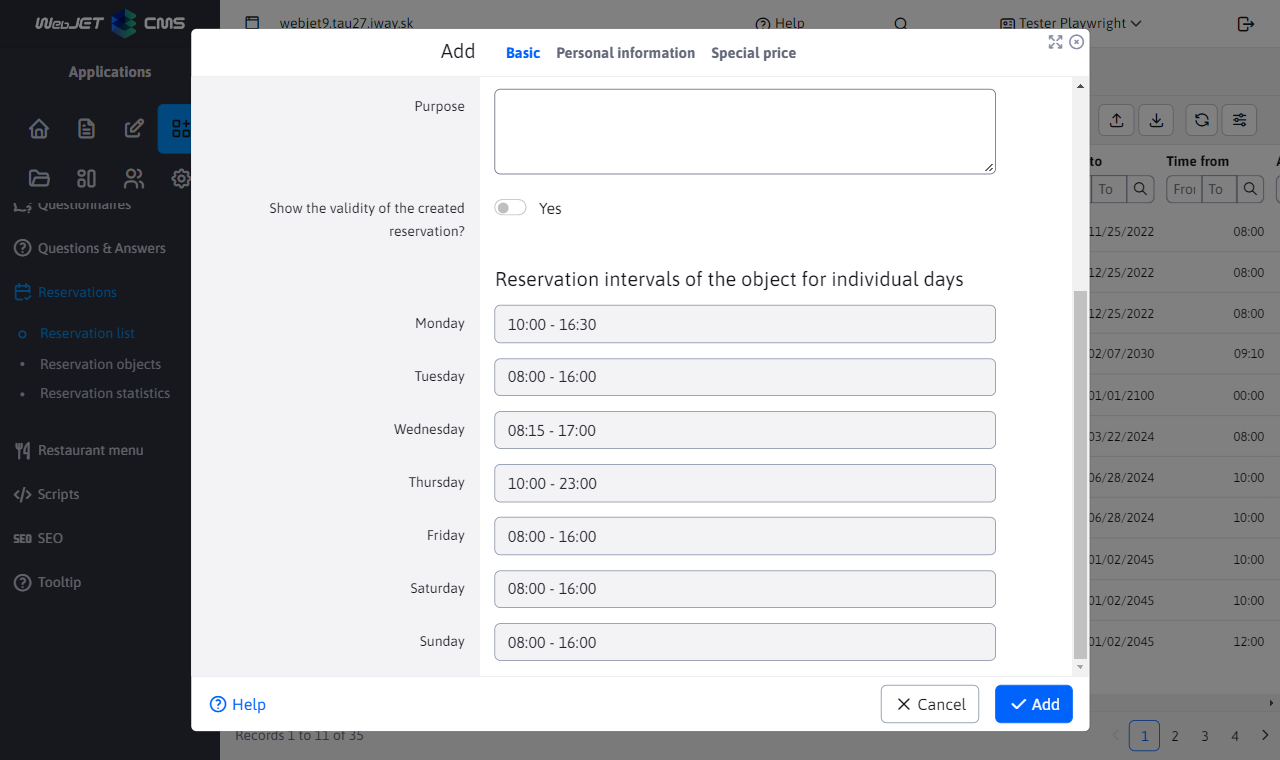 WebJET CMS
webjet9.tau27.iway.sk
Help
Tester Playwright
Applications
Questionnaires
Questions & Answers
Reservations
Reservation list
Reservation objects
Reservation statistics
Restaurant menu
Scripts
SEO SEO
Tooltip
Add
Basic Personal information Special price
Purpose
Show the validity of the created
reservation?
Yes
Reservation intervals of the object for individual days
Monday 10:00 - 16:30
Tuesday 08:00 - 16:00
Wednesday 08:15 - 17:00
Thursday 10:00 - 23:00
Friday 08:00 - 16:00
Saturday 08:00 - 16:00
Sunday 08:00 - 16:00
Help
Cancel Add
to Time from
To To
11/25/2022 08:00
12/25/2022 08:00
12/25/2022 08:00
02/07/2030 09:10
01/01/2100 00:00
03/22/2024 08:00
06/28/2024 10:00
06/28/2024 10:00
01/02/2045 10:00
01/02/2045 10:00
01/02/2045 12:00
Records 1 to 11 of 35
1 2 3 4